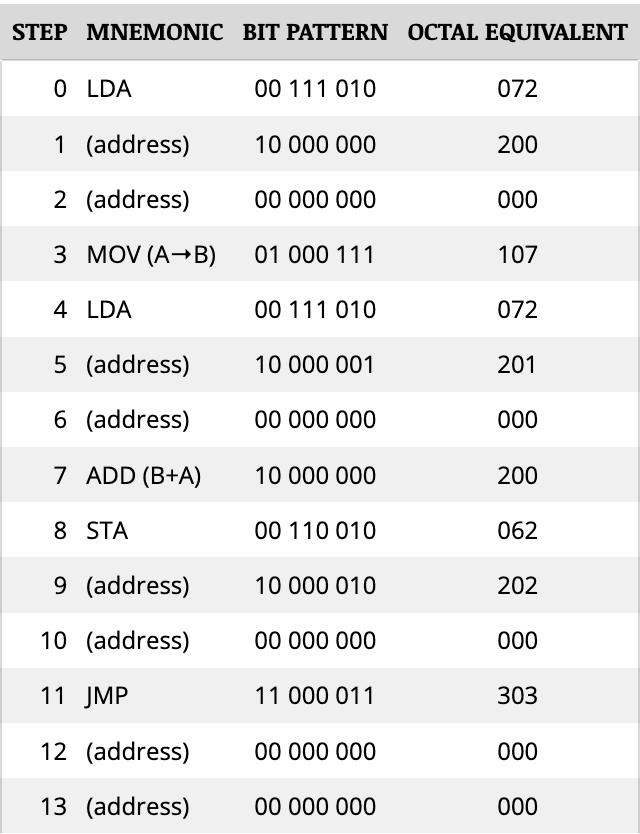 STEP MNEMONIC BIT PATTERN OCTAL EQUIVALENT
0 LDA 00 111 010 072
1 (address) 10 000 000 200
2 (address) 00 000 000 000
3 MOV (A→B) 01 000 111 107
4 LDA 00 111 010 072
5 (address) 10 000 001 201
6 (address) 00 000 000 000
7 ADD (B+A) 10 000 000 200
8 STA 00 110 010 062
9 (address) 10 000 010 202
10 (address) 00 000 000 000
11 JMP 11 000 011 303
12 (address) 00 000 000 000
13 (address) 00 000 000 000